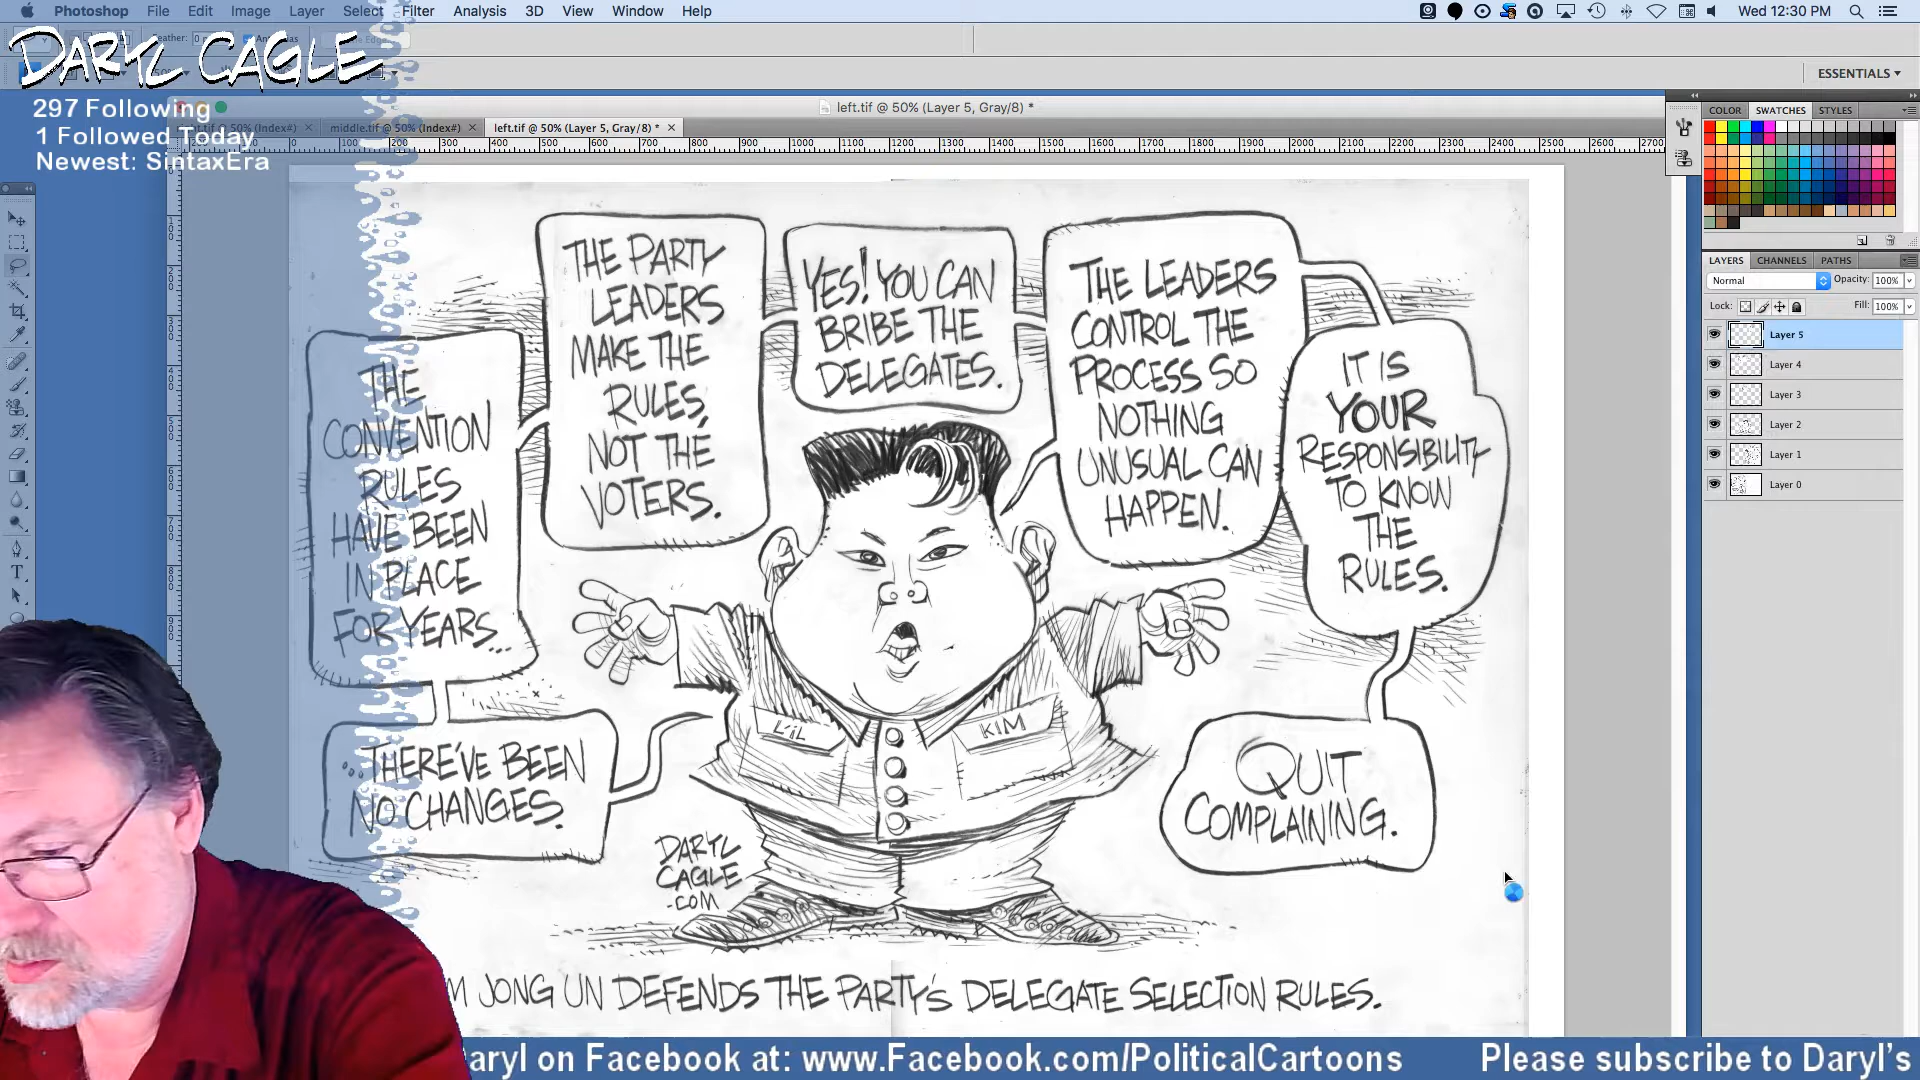 Photoshop File Edit Image Layer Select Filter Analysis 3D View Window Help
Wed 12:30 PM
Feather: 0
ESSENTIALS
DARYL CAGLE
297 Following
1 Followed Today
Newest: SintaxEra
left.tif @ 50% (Layer 5, Gray/8) *
middle.tif @ 50% (Index#)
left.tif @ 50% (Layer 5, Gray/8) *
COLOR SWATCHES STYLES
LAYERS CHANNELS PATHS
Normal Opacity: 100%
Lock: Fill: 100%
Layer 5
Layer 4
Layer 3
Layer 2
Layer 1
Layer 0
THE
CONVENTION
RULES
HAVE BEEN
IN PLACE
FOR YEARS...
...THERE'VE BEEN
NO CHANGES.
THE PARTY
LEADERS
MAKE THE
RULES,
NOT THE
VOTERS.
YES! YOU CAN
BRIBE THE
DELEGATES.
THE LEADERS
CONTROL THE
PROCESS SO
NOTHING
UNUSUAL CAN
HAPPEN.
IT IS
YOUR
RESPONSIBILITY
TO KNOW
THE
RULES.
QUIT
COMPLAINING.
L'IL
KIM
DARYL
CAGLE
.COM
M JONG UN DEFENDS THE PARTY'S DELEGATE SELECTION RULES.
aryl on Facebook at: www.Facebook.com/PoliticalCartoons Please subscribe to Daryl's